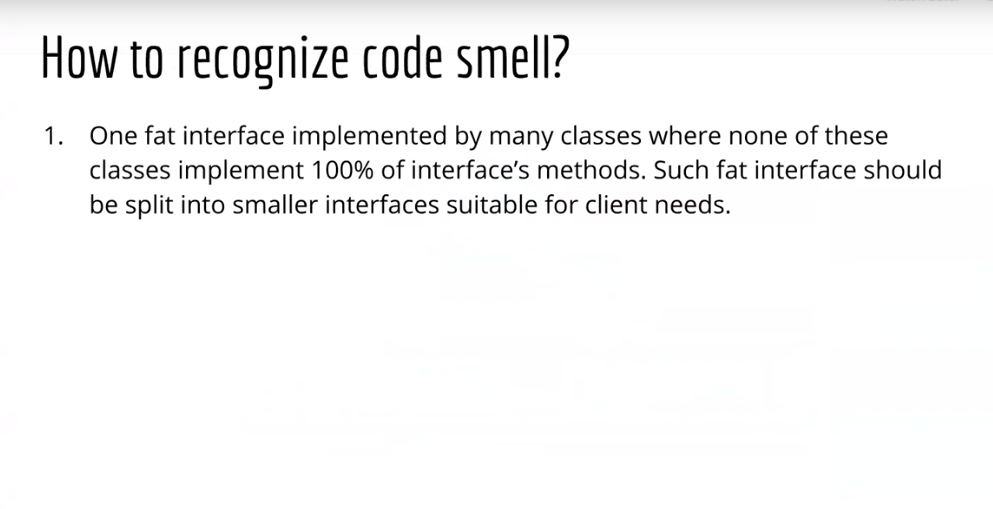 How to recognize code smell?
1. One fat interface implemented by many classes where none of these
classes implement 100% of interface's methods. Such fat interface should
be split into smaller interfaces suitable for client needs.